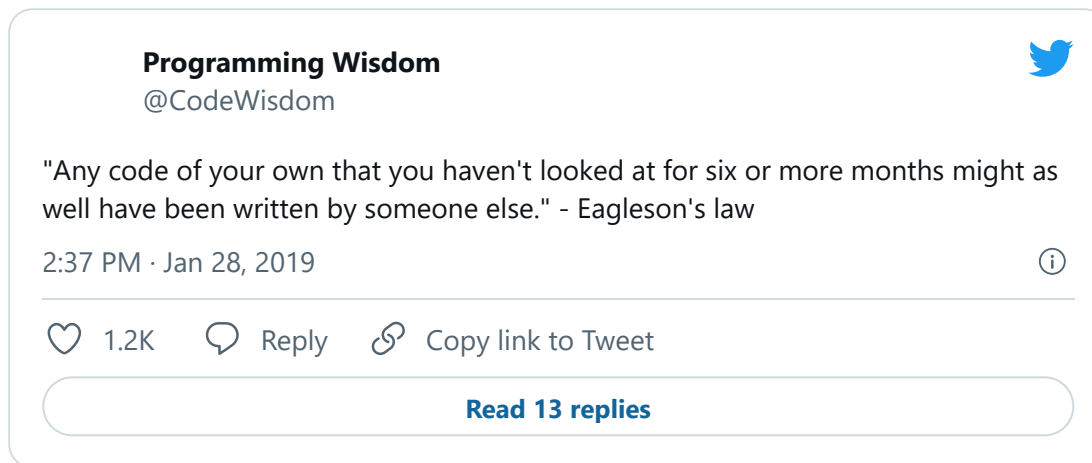 Programming Wisdom
@CodeWisdom
"Any code of your own that you haven't looked at for six or more months might as
well have been written by someone else." - Eagleson's law
2:37 PM · Jan 28, 2019
1.2K Reply Copy link to Tweet
Read 13 replies